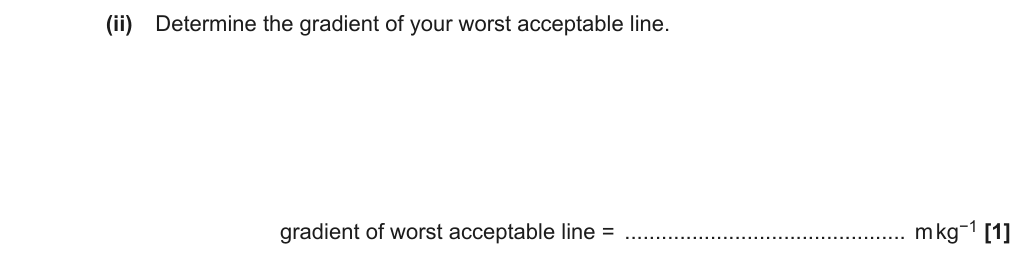 (ii) Determine the gradient of your worst acceptable line.
gradient of worst acceptable line = .............................................. m kg⁻¹ [1]